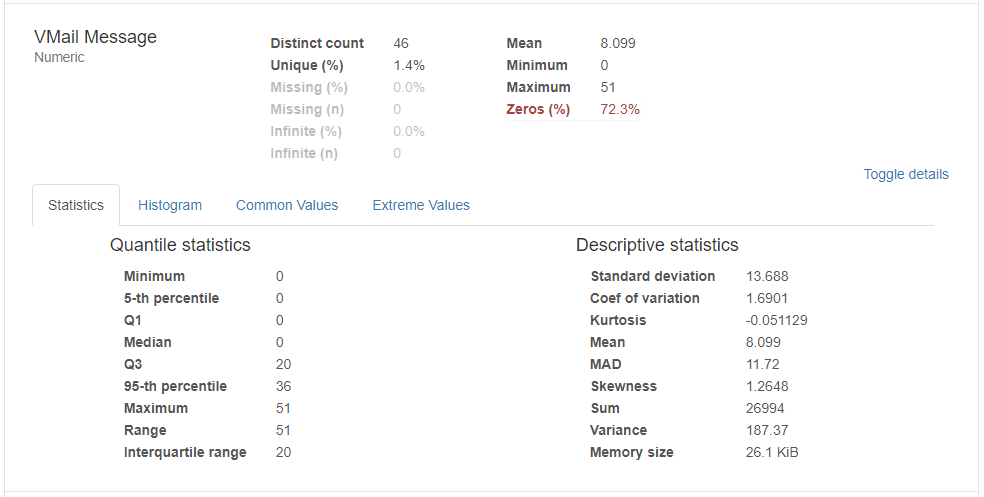 VMail Message
Numeric
Distinct count 46
Unique (%) 1.4%
Missing (%) 0.0%
Missing (n) 0
Infinite (%) 0.0%
Infinite (n) 0
Mean 8.099
Minimum 0
Maximum 51
Zeros (%) 72.3%
Toggle details
Statistics Histogram Common Values Extreme Values
Quantile statistics
Minimum 0
5-th percentile 0
Q1 0
Median 0
Q3 20
95-th percentile 36
Maximum 51
Range 51
Interquartile range 20
Descriptive statistics
Standard deviation 13.688
Coef of variation 1.6901
Kurtosis -0.051129
Mean 8.099
MAD 11.72
Skewness 1.2648
Sum 26994
Variance 187.37
Memory size 26.1 KiB